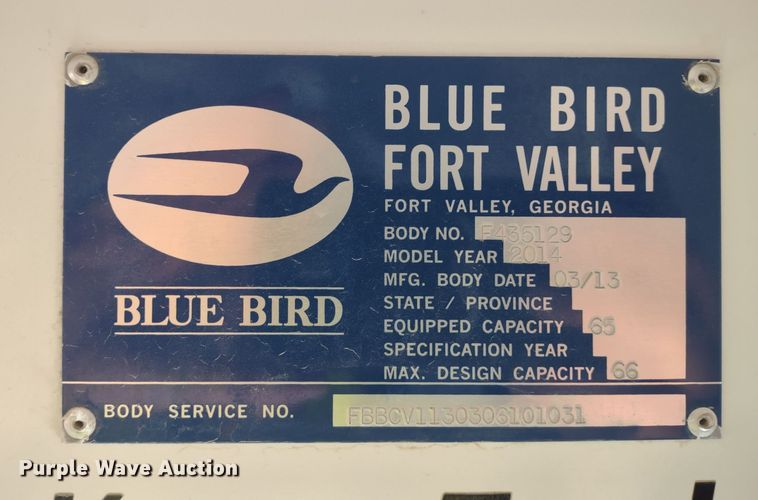 BLUE BIRD
FORT VALLEY
FORT VALLEY, GEORGIA
BODY NO. F435129
MODEL YEAR 2014
MFG. BODY DATE 03/13
STATE / PROVINCE
EQUIPPED CAPACITY 65
SPECIFICATION YEAR
MAX. DESIGN CAPACITY 66
BLUE BIRD
BODY SERVICE NO. FBBCV1130306101031
Purple Wave Auction